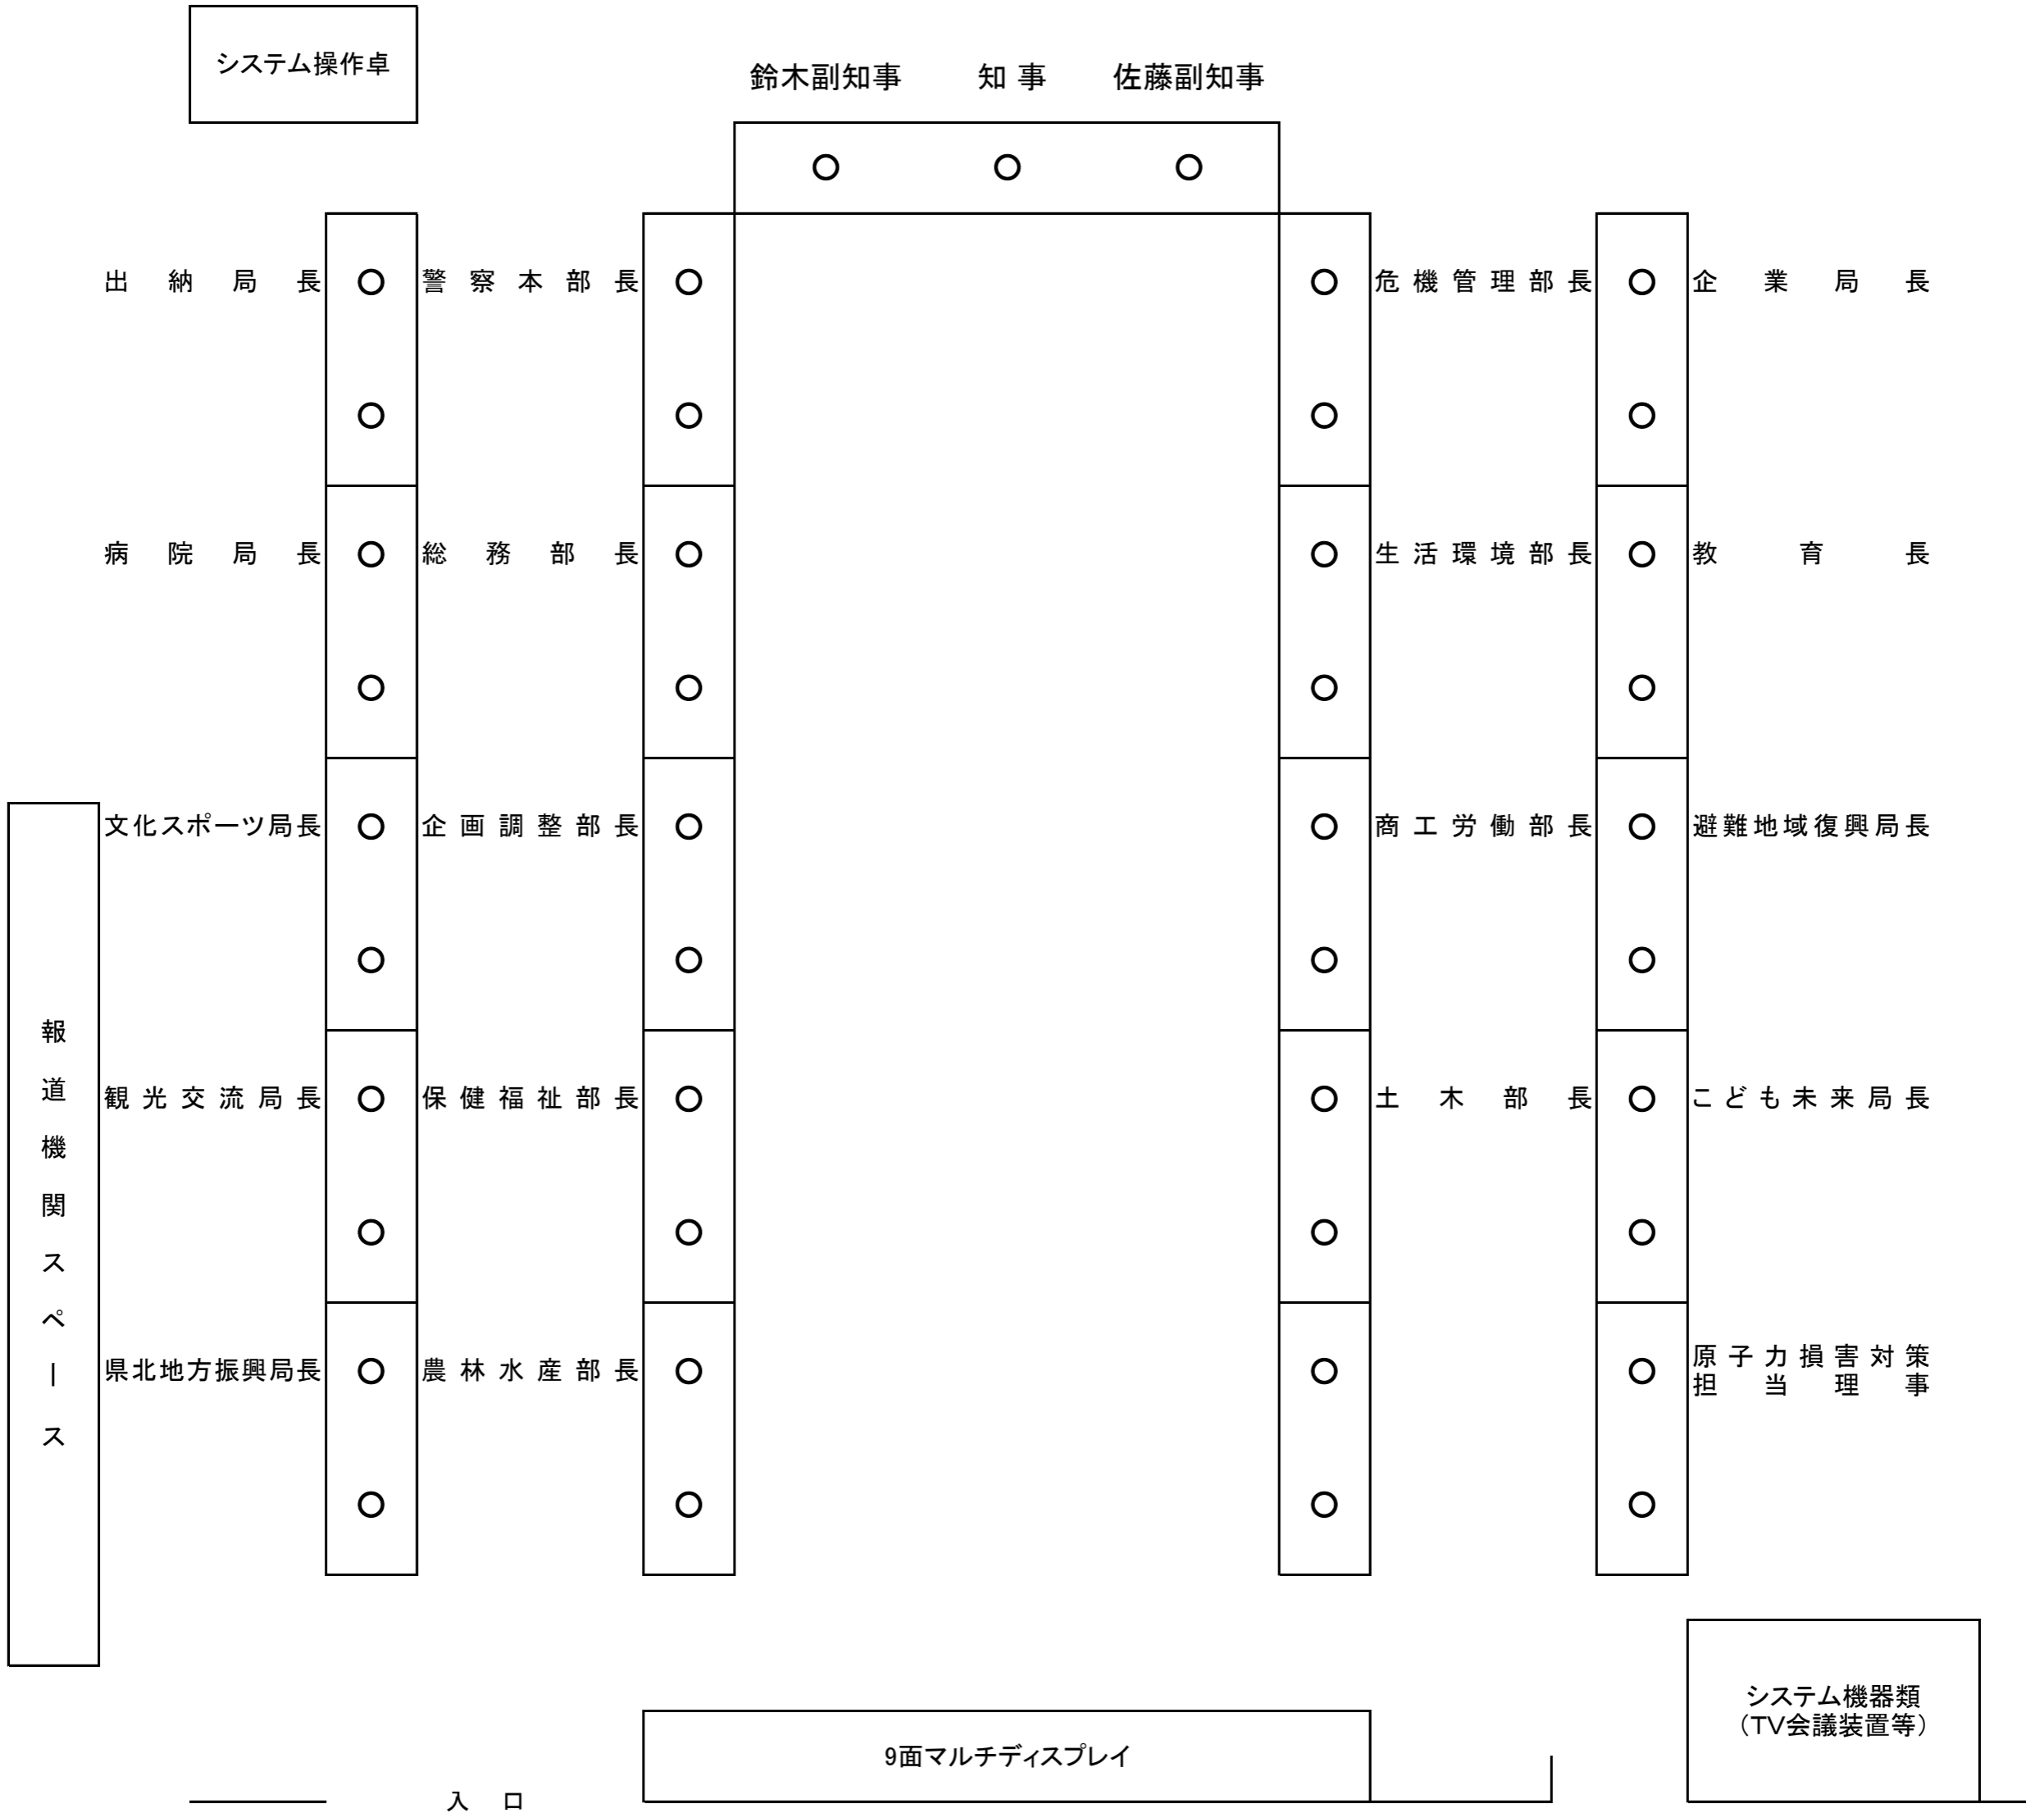 システム操作卓
鈴木副知事 知事 佐藤副知事
出納局長 警察本部長 危機管理部長 企業局長
病院局長 総務部長 生活環境部長 教育長
文化スポーツ局長 企画調整部長 商工労働部長 避難地域復興局長
観光交流局長 保健福祉部長 土木部長 こども未来局長
県北地方振興局長 農林水産部長 原子力損害対策
担当理事
報道機関スペース
システム機器類
（TV会議装置等）
9面マルチディスプレイ
入口